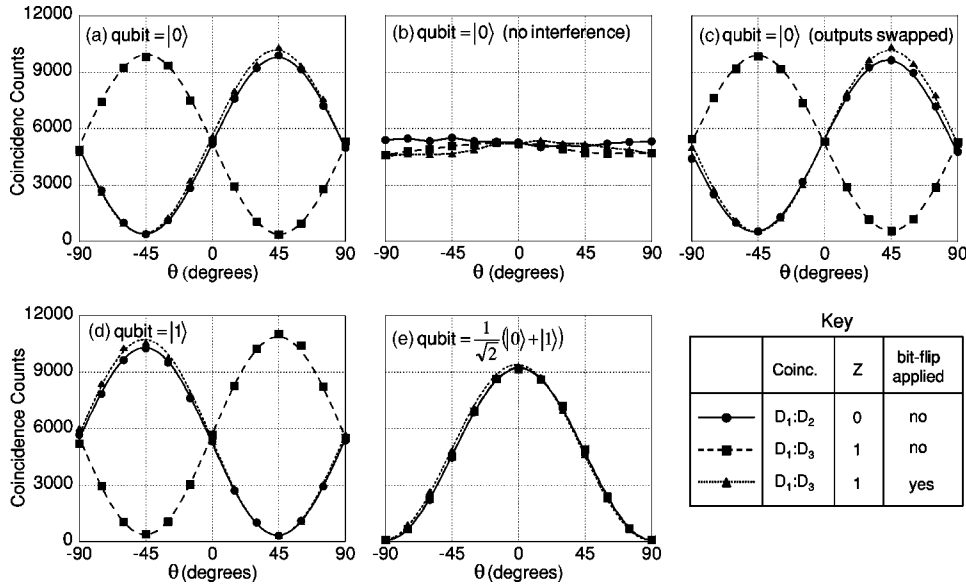 12000
9000
6000
3000
0
Coincidenc Counts
(a) qubit = |0⟩
-90 -45 0 45 90
θ (degrees)
(b) qubit = |0⟩ (no interference)
-90 -45 0 45 90
θ (degrees)
(c) qubit = |0⟩ (outputs swapped)
-90 -45 0 45 90
θ (degrees)
12000
9000
6000
3000
0
Coincidence Counts
(d) qubit = |1⟩
-90 -45 0 45 90
θ (degrees)
(e) qubit = 1/√2 (|0⟩ + |1⟩)
-90 -45 0 45 90
θ (degrees)
Key
Coinc. Z bit-flip applied
D₁:D₂ 0 no
D₁:D₃ 1 no
D₁:D₃ 1 yes